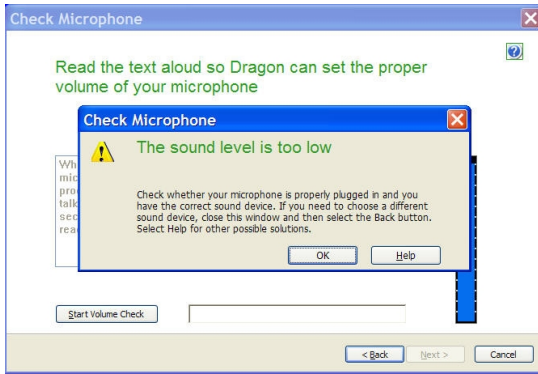 Check Microphone
Read the text aloud so Dragon can set the proper
volume of your microphone
Check Microphone
The sound level is too low
Check whether your microphone is properly plugged in and you
have the correct sound device. If you need to choose a different
sound device, close this window and then select the Back button.
Select Help for other possible solutions.
OK
Help
Start Volume Check
< Back
Next >
Cancel